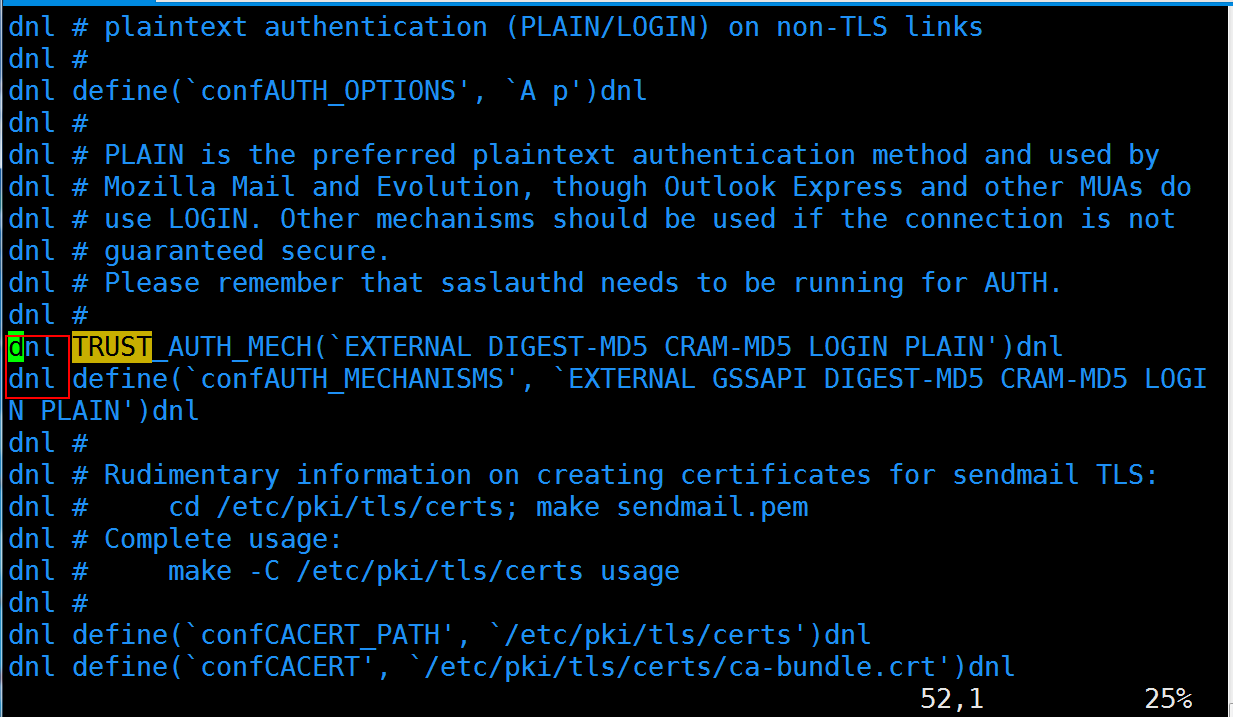 dnl # plaintext authentication (PLAIN/LOGIN) on non-TLS links
dnl #
dnl define(`confAUTH_OPTIONS', `A p')dnl
dnl #
dnl # PLAIN is the preferred plaintext authentication method and used by
dnl # Mozilla Mail and Evolution, though Outlook Express and other MUAs do
dnl # use LOGIN. Other mechanisms should be used if the connection is not
dnl # guaranteed secure.
dnl # Please remember that saslauthd needs to be running for AUTH.
dnl #
dnl TRUST_AUTH_MECH(`EXTERNAL DIGEST-MD5 CRAM-MD5 LOGIN PLAIN')dnl
dnl define(`confAUTH_MECHANISMS', `EXTERNAL GSSAPI DIGEST-MD5 CRAM-MD5 LOGI
N PLAIN')dnl
dnl #
dnl # Rudimentary information on creating certificates for sendmail TLS:
dnl #     cd /etc/pki/tls/certs; make sendmail.pem
dnl # Complete usage:
dnl #     make -C /etc/pki/tls/certs usage
dnl #
dnl define(`confCACERT_PATH', `/etc/pki/tls/certs')dnl
dnl define(`confCACERT', `/etc/pki/tls/certs/ca-bundle.crt')dnl
52,1 25%